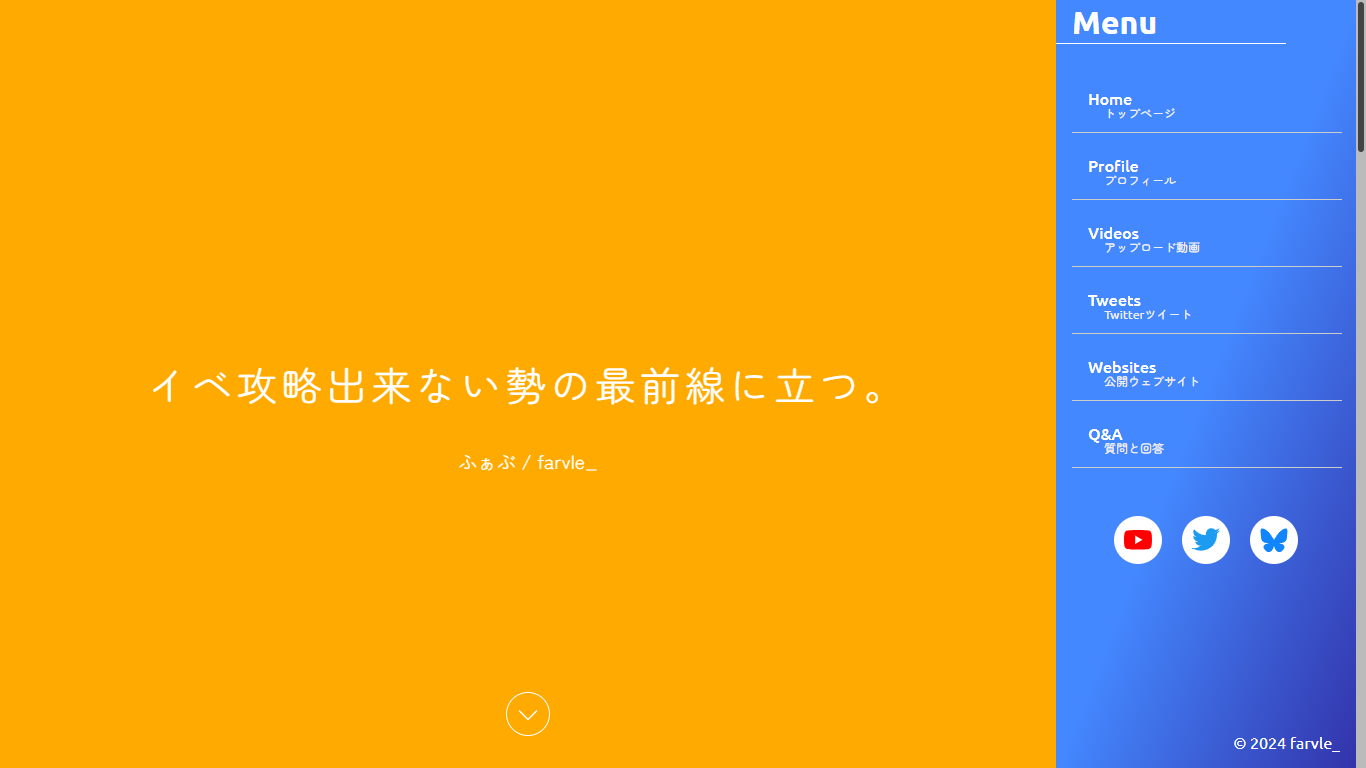 イベ攻略出来ない勢の最前線に立つ。
ふぁぶ / farvle_
Menu
Home
トップページ
Profile
プロフィール
Videos
アップロード動画
Tweets
Twitterツイート
Websites
公開ウェブサイト
Q&A
質問と回答
© 2024 farvle_